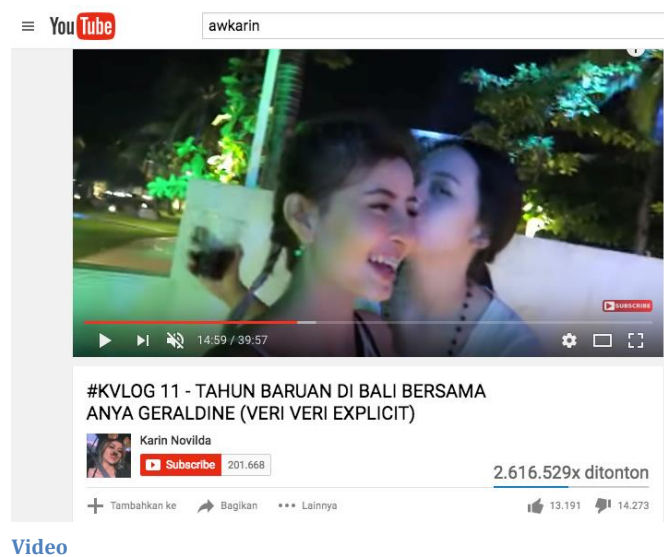 YouTube
awkarin
SUBSCRIBE
14:59 / 39:57
#KVLOG 11 - TAHUN BARUAN DI BALI BERSAMA
ANYA GERALDINE (VERI VERI EXPLICIT)
Karin Novilda
Subscribe 201.668
2.616.529x ditonton
Tambahkan ke Bagikan Lainnya 13.191 14.273
Video